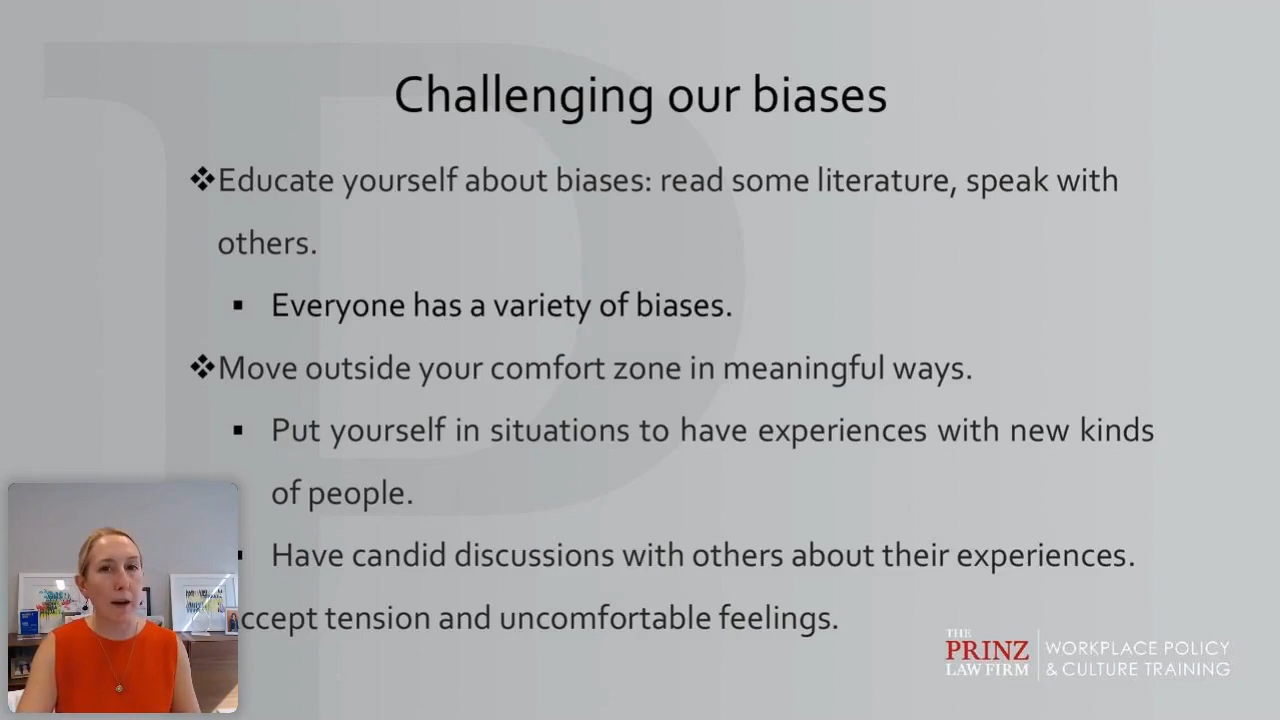 Challenging our biases
❖Educate yourself about biases: read some literature, speak with
others.
▪ Everyone has a variety of biases.
❖Move outside your comfort zone in meaningful ways.
▪ Put yourself in situations to have experiences with new kinds
of people.
▪ Have candid discussions with others about their experiences.
ccept tension and uncomfortable feelings.
THE
PRINZ
LAW FIRM
WORKPLACE POLICY
& CULTURE TRAINING